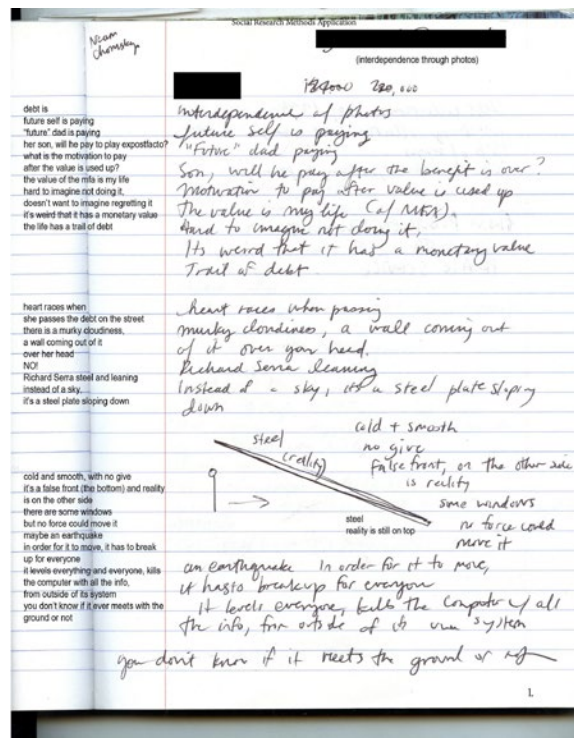 Social Research Methods Application
Noam
Chomsky
(interdependence through photos)
280,000
debt is
future self is paying
"future" dad is paying
her son, will he pay to play expostfacto?
what is the motivation to pay
after the value is used up?
the value of the mfa is my life
hard to imagine not doing it,
doesn't want to imagine regretting it
it's weird that it has a monetary value
the life has a trail of debt
interdependence of photos
future self is paying
"Future" dad paying
Son, will he pay after the benefit is over?
Motivation to pay after value is used up
The value is my life (of MFA).
Hard to imagine not doing it,
Its weird that it has a monetary value
Trail of debt
heart races when
she passes the debt on the street
there is a murky cloudiness,
a wall coming out of it
over her head
NO!
Richard Serra steel and leaning
instead of a sky,
it's a steel plate sloping down
heart races when passing
murky cloudiness, a wall coming out
of it over your head.
Richard Serra leaning
Instead of a sky, its a steel plate sloping
down
steel
(reality)
cold + smooth
no give
False front, on the other side
is reality
some windows
no force could
move it
steel
reality is still on top
cold and smooth, with no give
it's a false front (the bottom) and reality
is on the other side
there are some windows
but no force could move it
maybe an earthquake
in order for it to move, it has to break
up for everyone
it levels everything and everyone, kills
the computer with all the info,
from outside of its system
you don't know if it ever meets with the
ground or not
an earthquake In order for it to move,
it has to breakup for everyone
It levels everyone, kills the computer w/ all
the info, from outside of its own system
you don't know if it meets the ground or not
1.